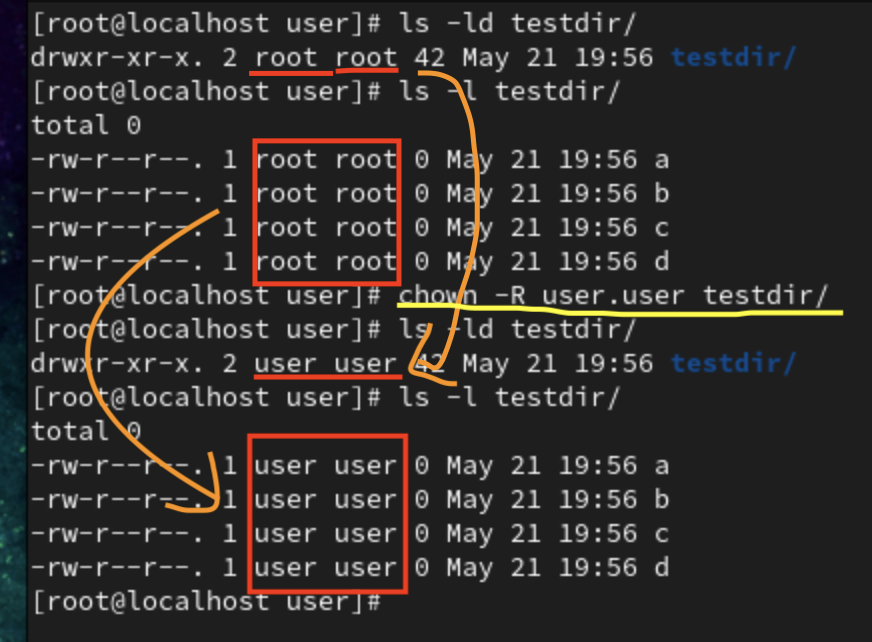 [root@localhost user]# ls -ld testdir/
drwxr-xr-x. 2 root root 42 May 21 19:56 testdir/
[root@localhost user]# ls -l testdir/
total 0
-rw-r--r--. 1 root root 0 May 21 19:56 a
-rw-r--r--. 1 root root 0 May 21 19:56 b
-rw-r--r--. 1 root root 0 May 21 19:56 c
-rw-r--r--. 1 root root 0 May 21 19:56 d
[root@localhost user]# chown -R user.user testdir/
[root@localhost user]# ls -ld testdir/
drwxr-xr-x. 2 user user 42 May 21 19:56 testdir/
[root@localhost user]# ls -l testdir/
total 0
-rw-r--r--. 1 user user 0 May 21 19:56 a
-rw-r--r--. 1 user user 0 May 21 19:56 b
-rw-r--r--. 1 user user 0 May 21 19:56 c
-rw-r--r--. 1 user user 0 May 21 19:56 d
[root@localhost user]#